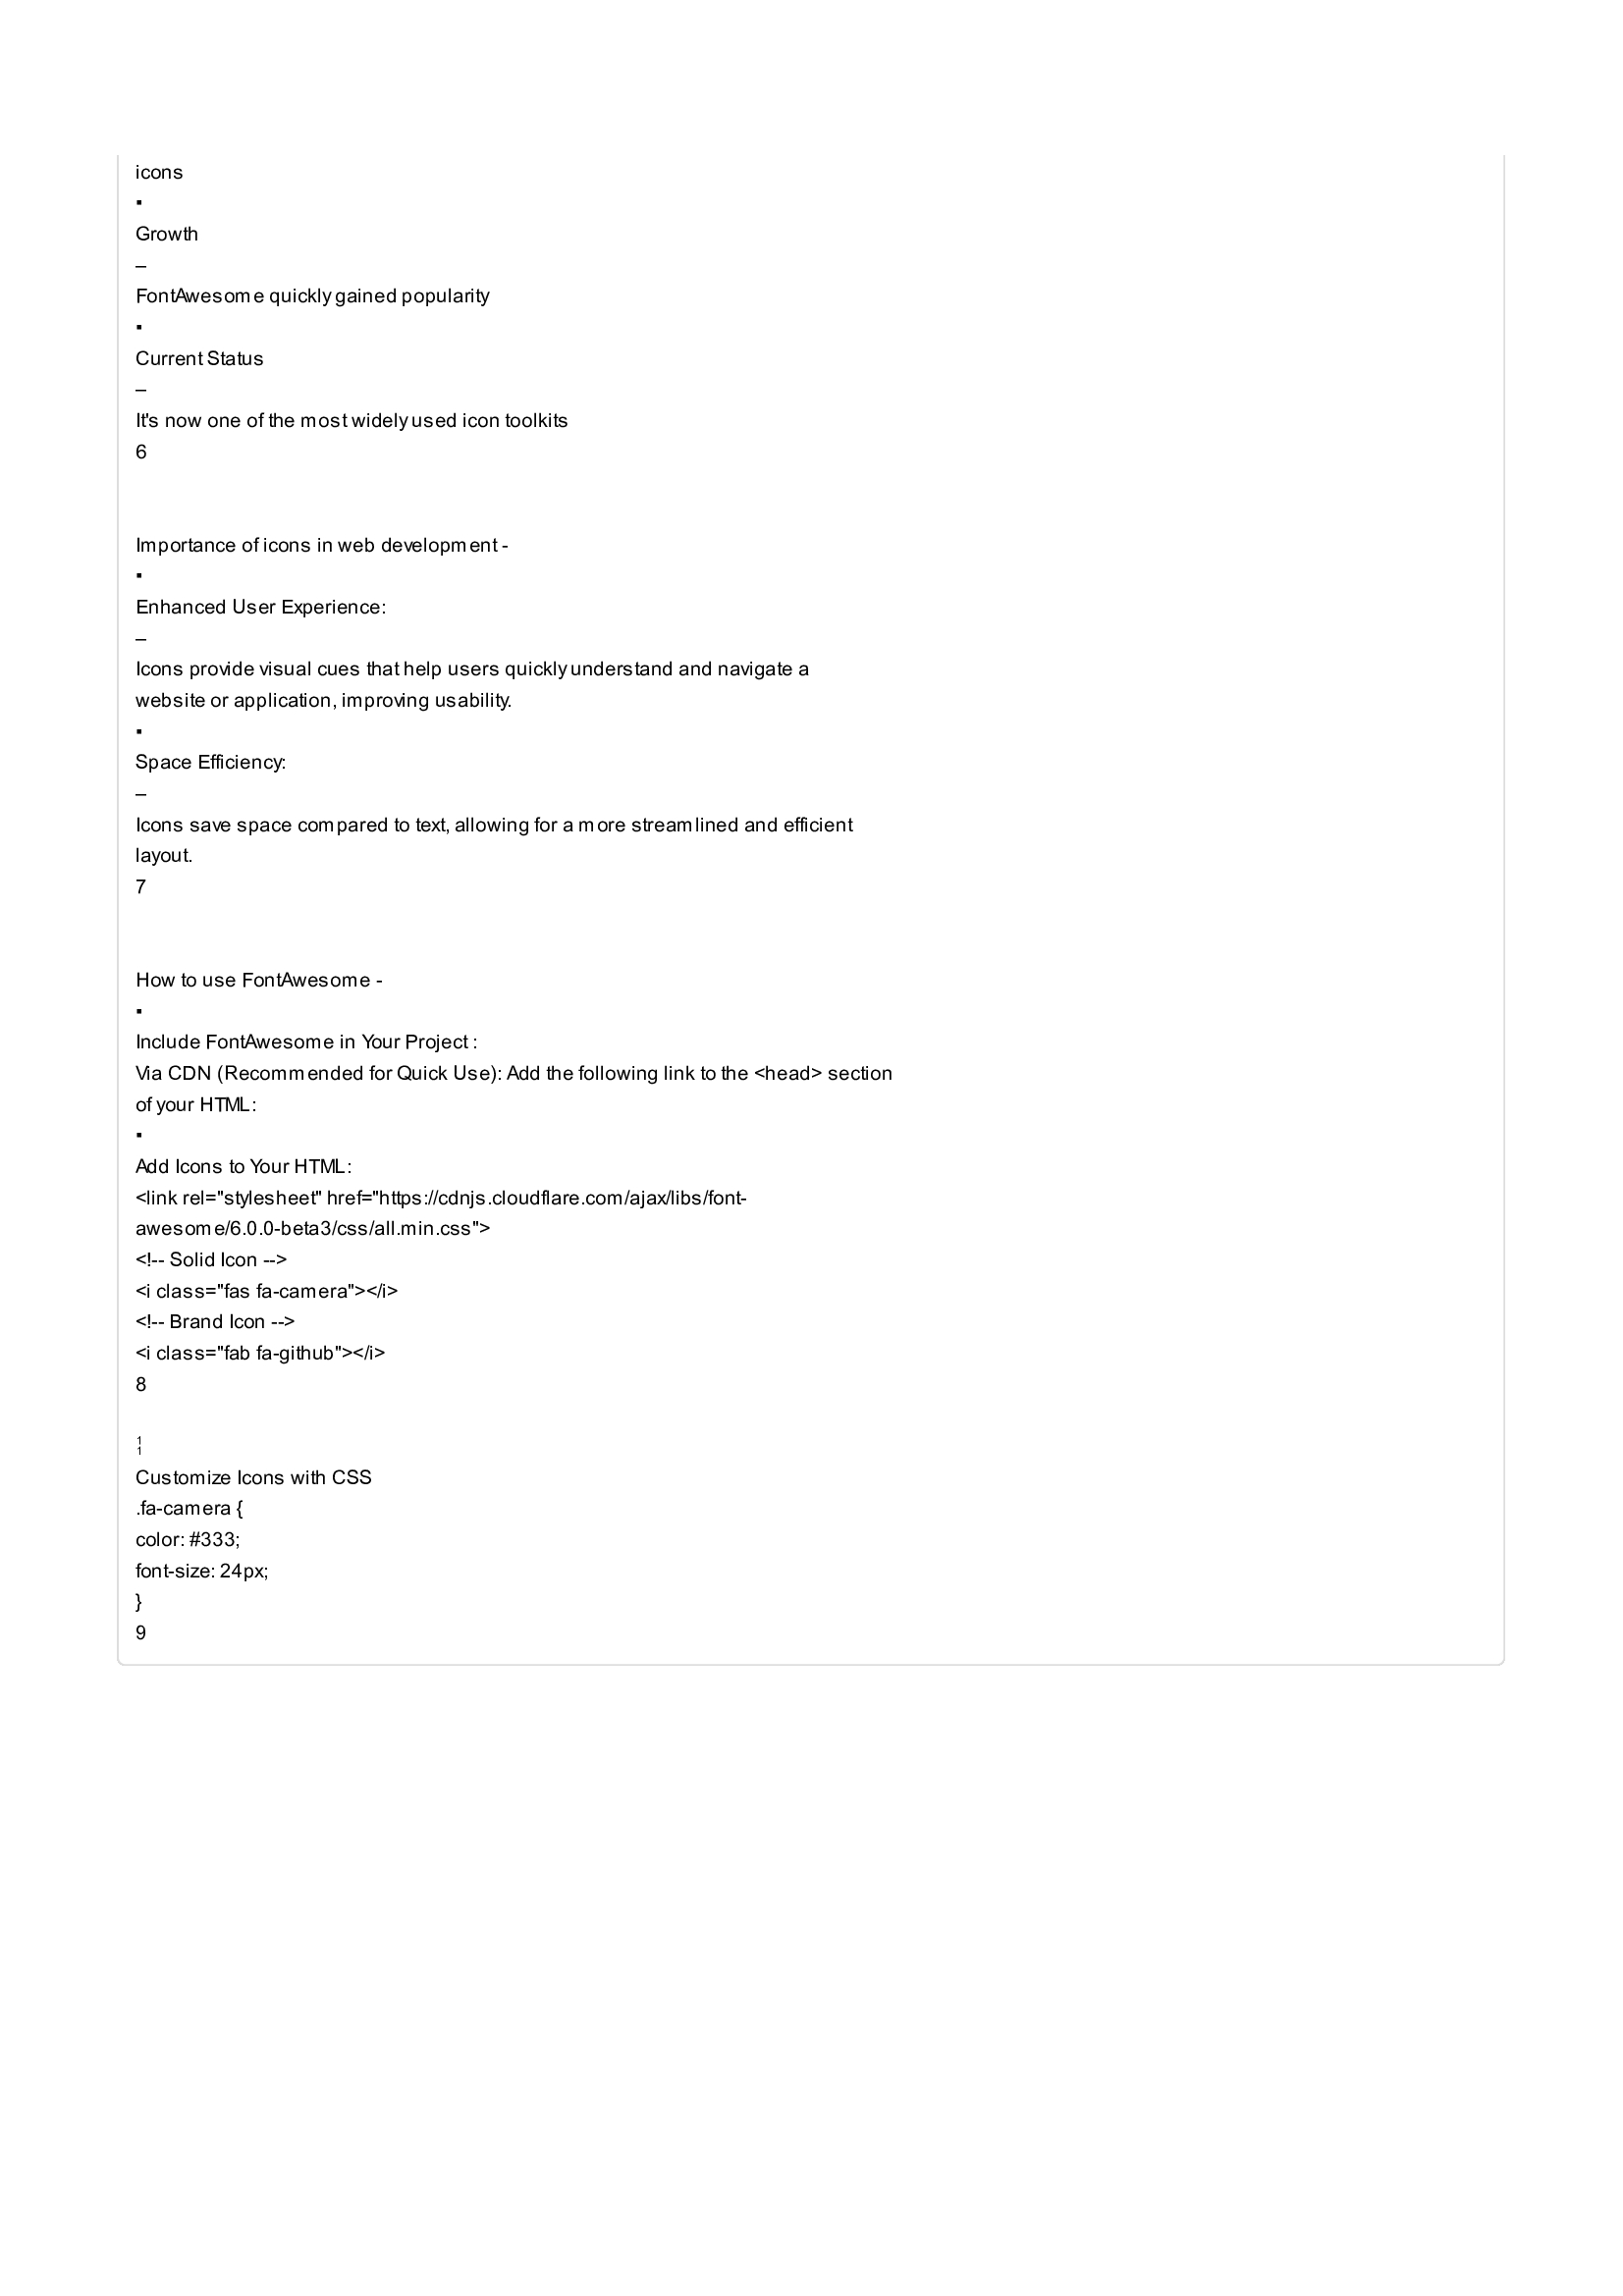 icons
▪
Growth
–
FontAwesome quickly gained popularity
▪
Current Status
–
It's now one of the most widely used icon toolkits
6
Importance of icons in web development -
▪
Enhanced User Experience:
–
Icons provide visual cues that help users quickly understand and navigate a
website or application, improving usability.
▪
Space Efficiency:
–
Icons save space compared to text, allowing for a more streamlined and efficient
layout.
7
How to use FontAwesome -
▪
Include FontAwesome in Your Project :
Via CDN (Recommended for Quick Use): Add the following link to the <head> section
of your HTML:
▪
Add Icons to Your HTML:
<link rel="stylesheet" href="https://cdnjs.cloudflare.com/ajax/libs/font-
awesome/6.0.0-beta3/css/all.min.css">
<!-- Solid Icon -->
<i class="fas fa-camera"></i>
<!-- Brand Icon -->
<i class="fab fa-github"></i>
8
Customize Icons with CSS
.fa-camera {
color: #333;
font-size: 24px;
}
9